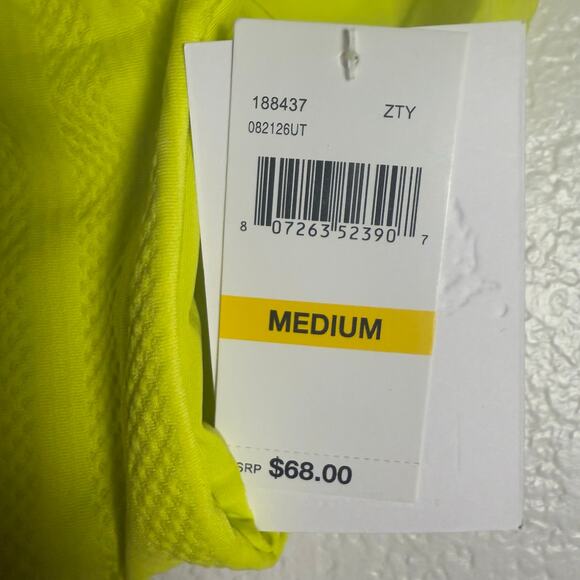 188437 ZTY
082126UT
8 07263 52390 7
MEDIUM
SRP $68.00